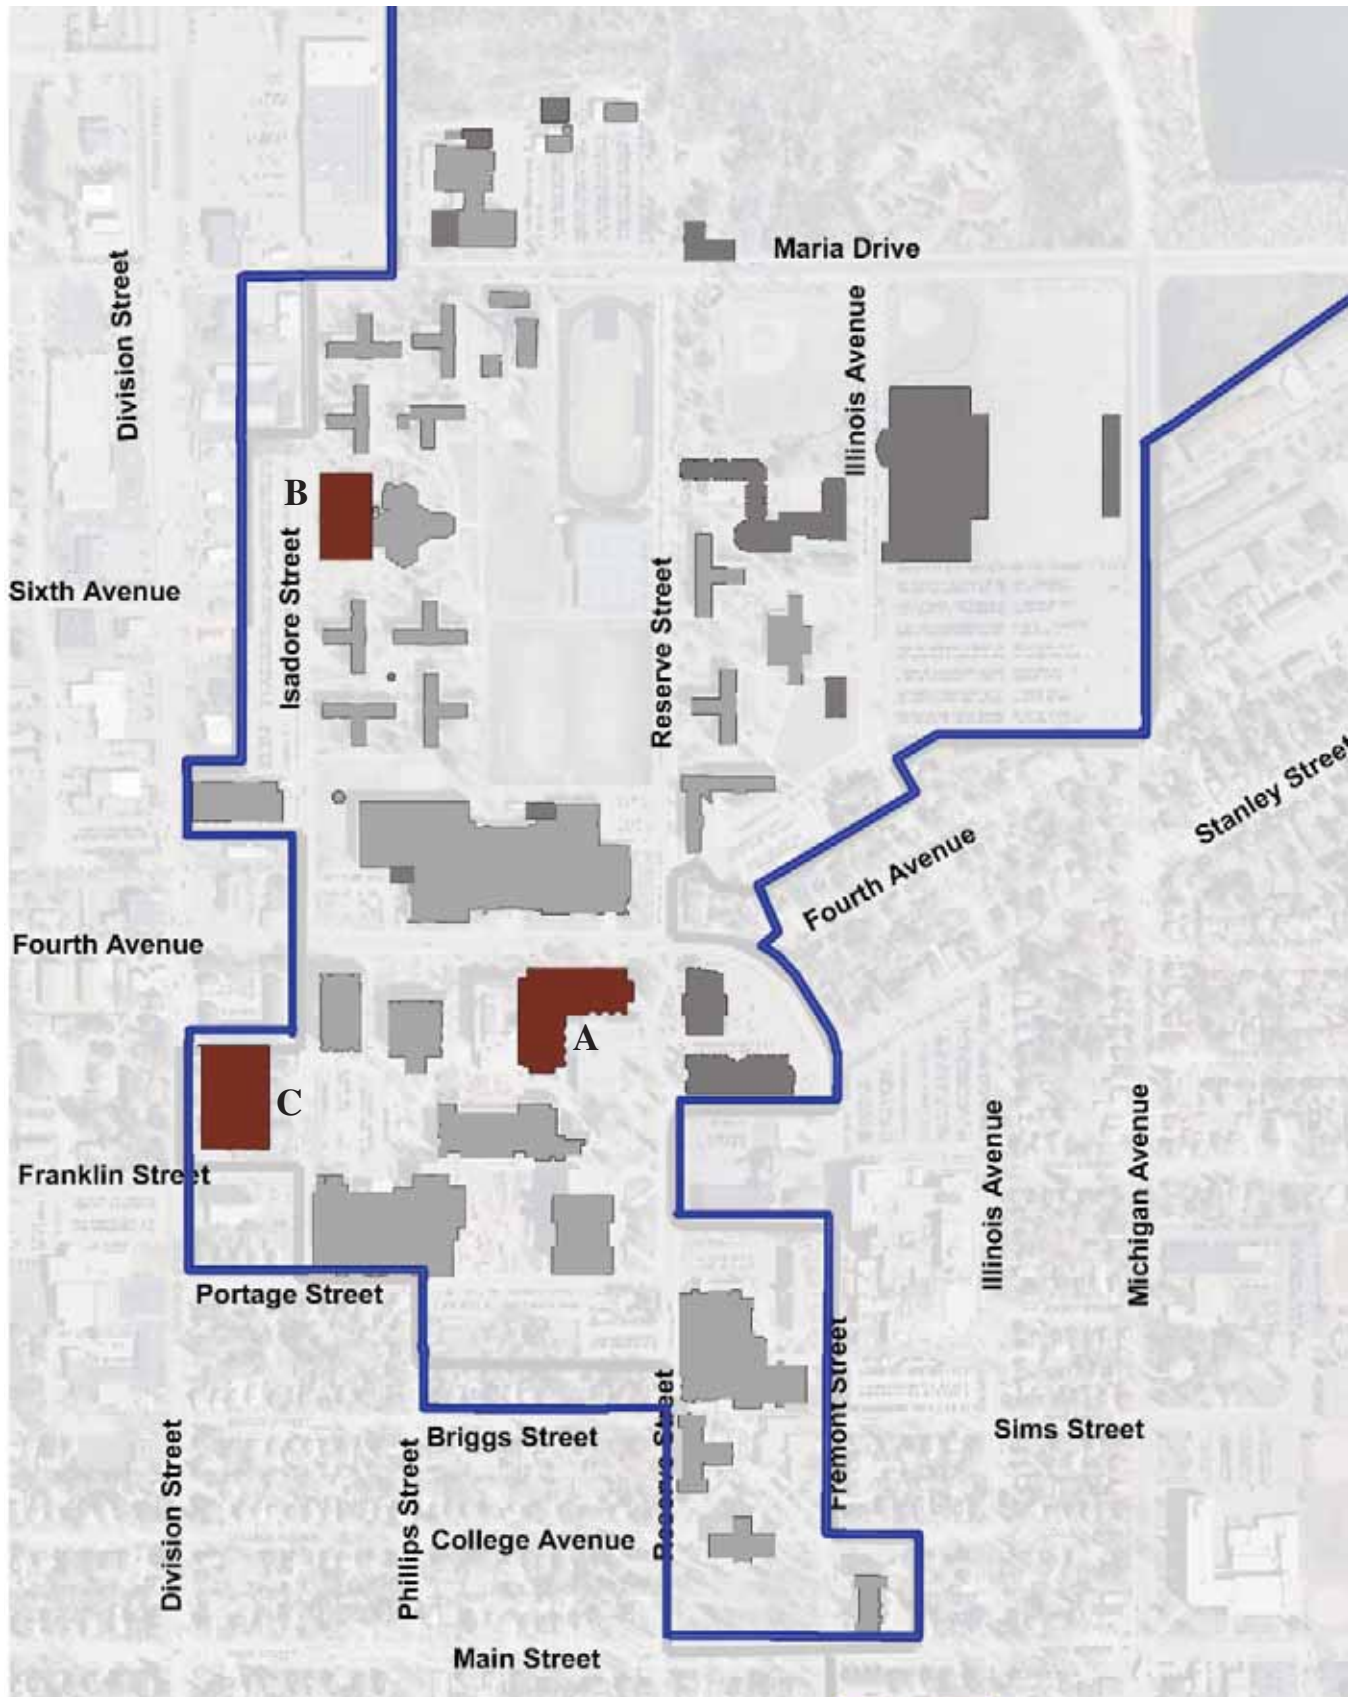 Maria Drive
Division Street
Illinois Avenue
B
Sixth Avenue
Isadore Street
Reserve Street
Stanley Street
Fourth Avenue
Fourth Avenue
A
C
Franklin Street
Illinois Avenue
Michigan Avenue
Portage Street
Fremont Street
Reserve Street
Briggs Street
Sims Street
Division Street
Phillips Street
College Avenue
Main Street